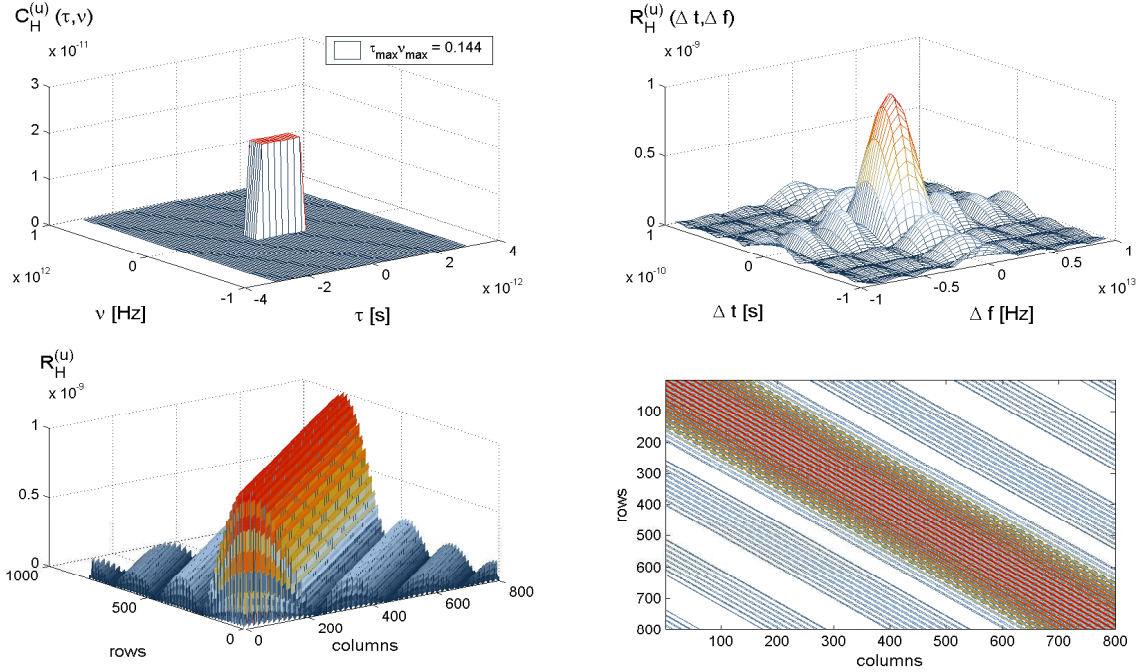 C_H^(u) (τ,ν)
x 10^-11
τ_max ν_max = 0.144
3
2
1
0
1
0
-1
x 10^12
ν [Hz]
-4
-2
0
2
4
x 10^-12
τ [s]
R_H^(u) (Δ t,Δ f)
x 10^-9
1
0.5
0
1
0
-1
x 10^-10
Δ t [s]
-1
-0.5
0
0.5
1
x 10^13
Δ f [Hz]
R_H^(u)
x 10^-9
1
0.5
0
1000
500
0
rows
0
200
400
600
800
columns
100
200
300
400
500
600
700
800
rows
100 200 300 400 500 600 700 800
columns